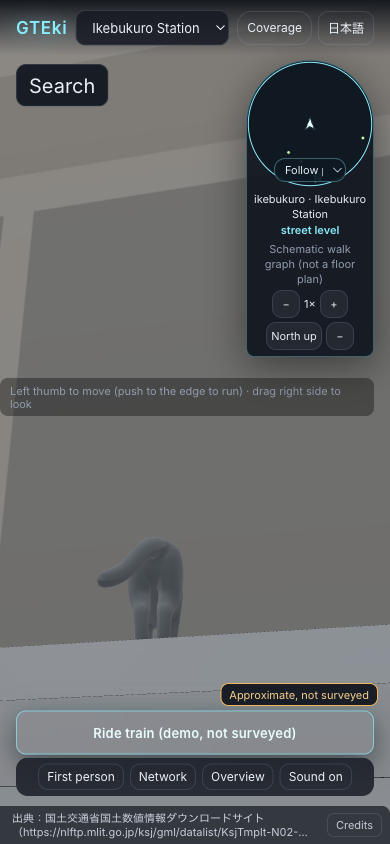 GTEki
Ikebukuro Station
Coverage
日本語
Search
Follow
ikebukuro · Ikebukuro
Station
street level
Schematic walk
graph (not a floor
plan)
− 1× +
North up −
Left thumb to move (push to the edge to run) · drag right side to
look
Approximate, not surveyed
Ride train (demo, not surveyed)
First person
Network
Overview
Sound on
出典：国土交通省国土数値情報ダウンロードサイト
（https://nlftp.mlit.go.jp/ksj/gml/datalist/KsjTmplt-N02-...
Credits